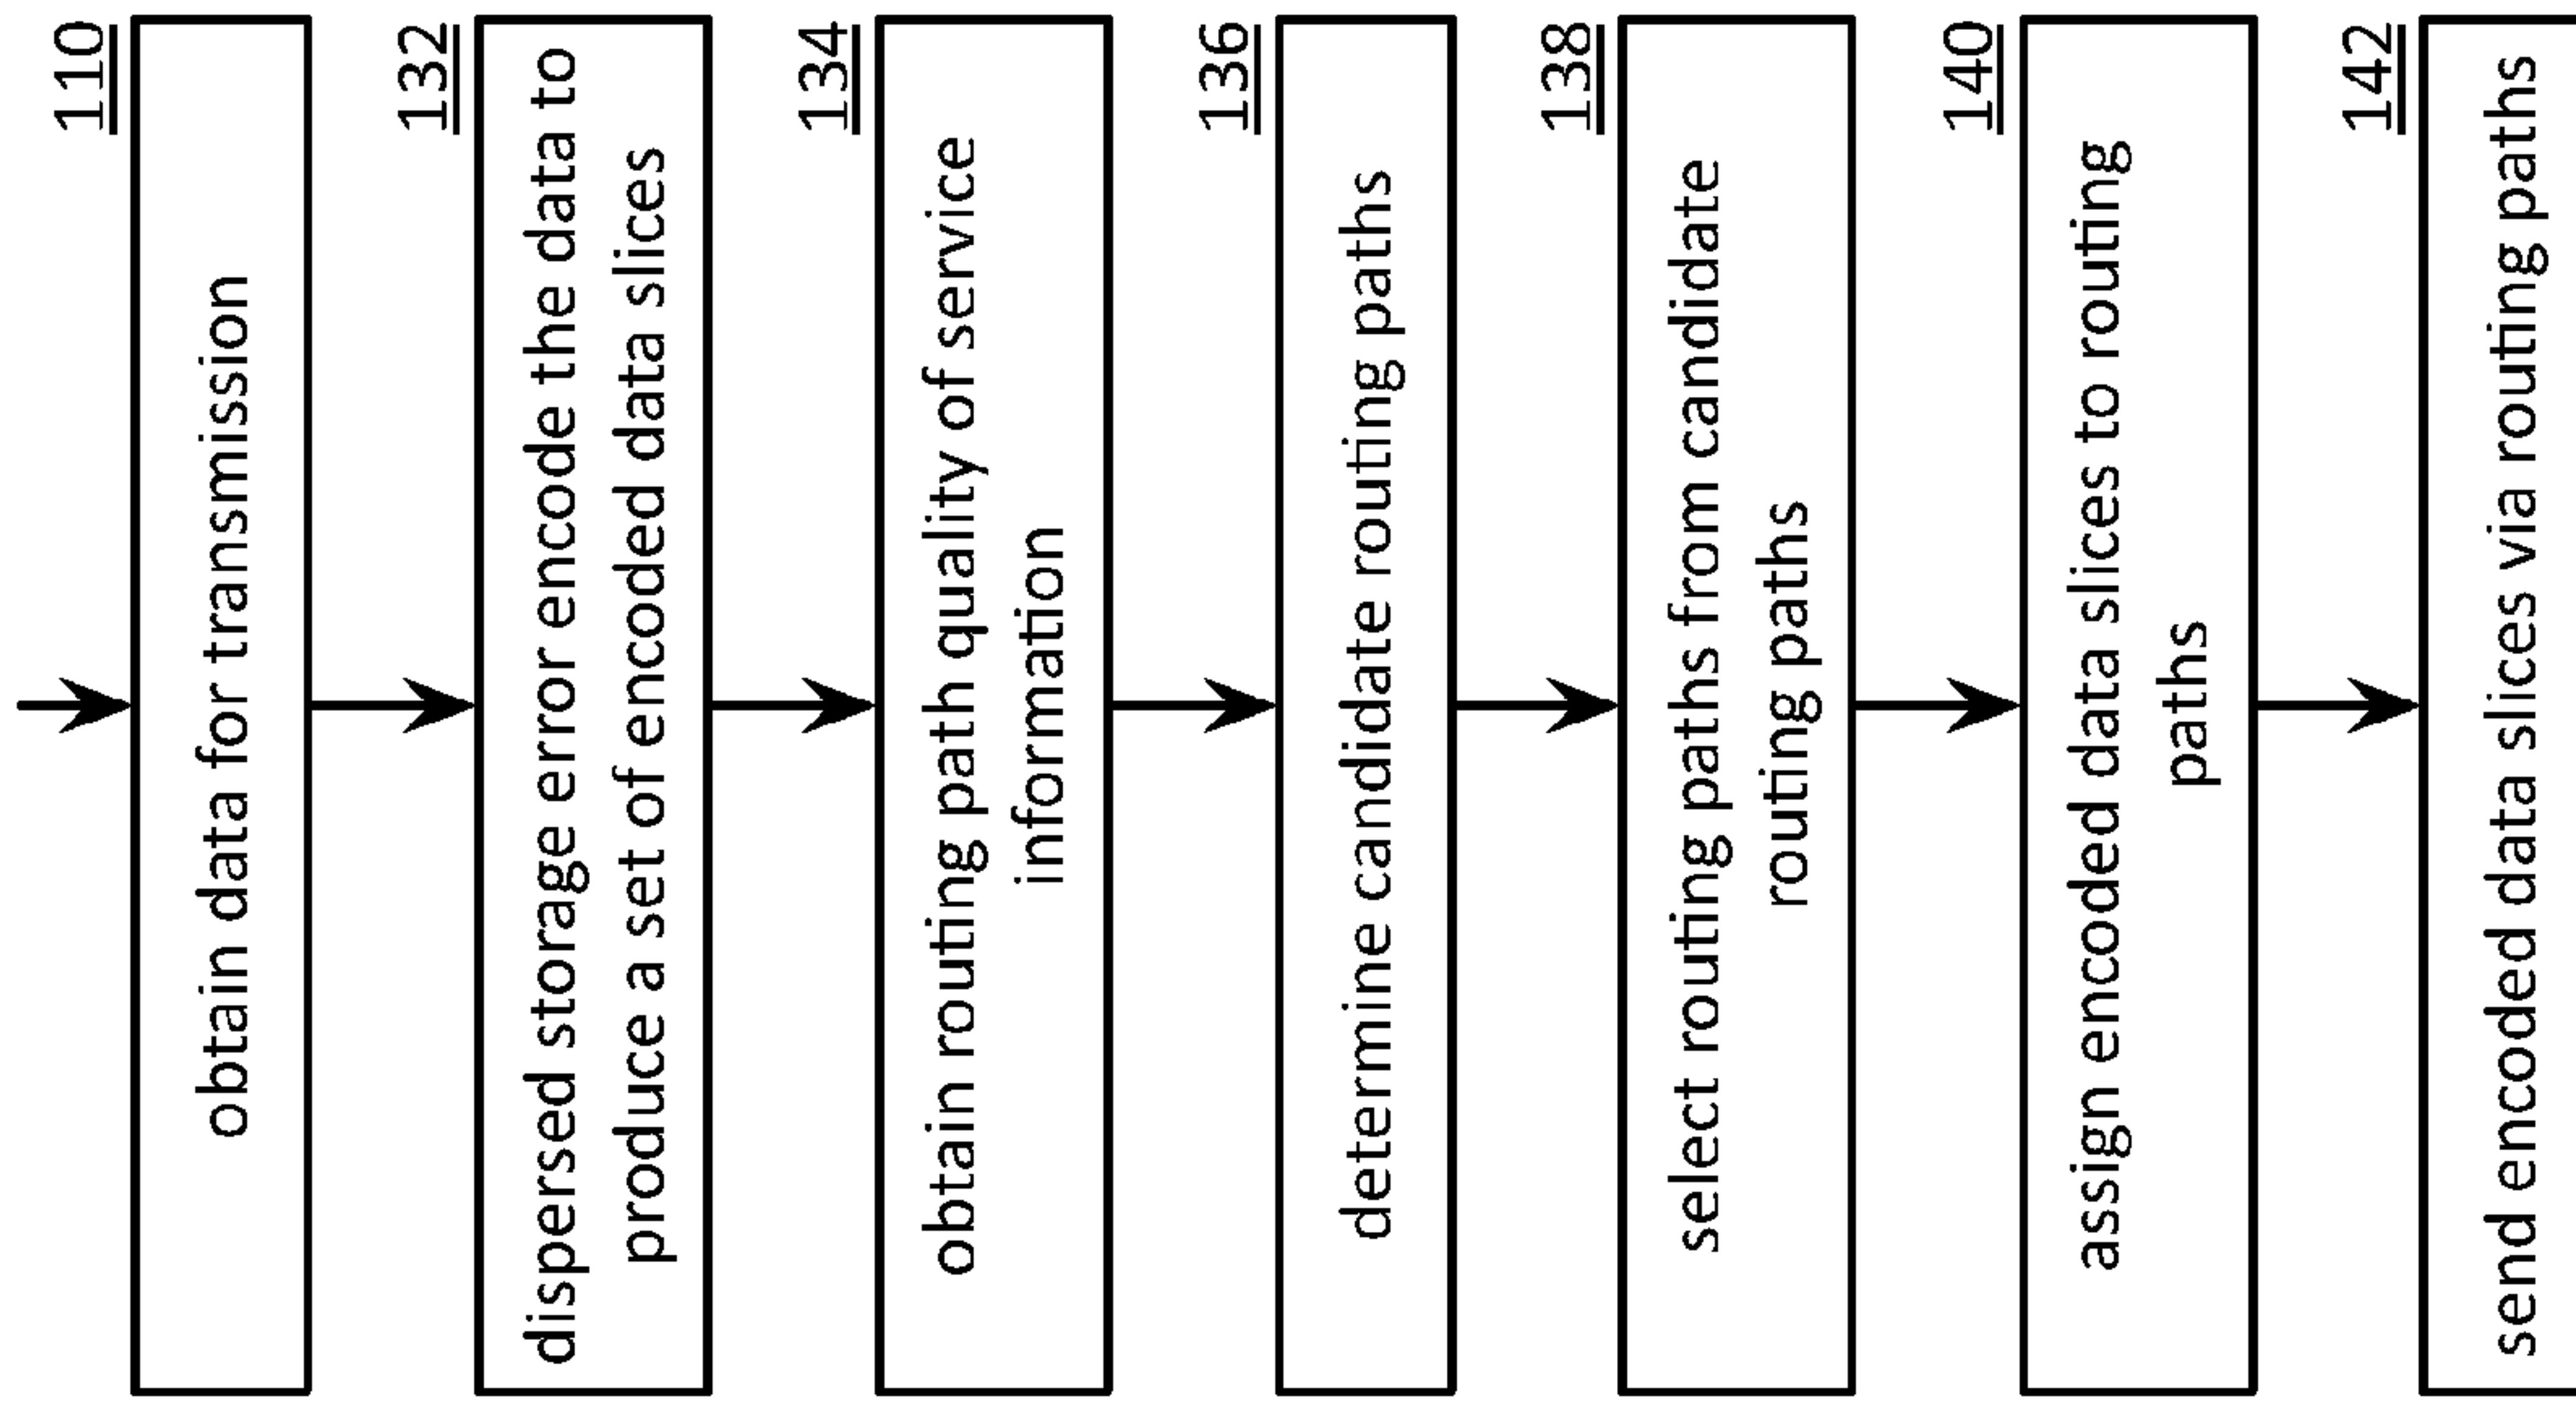 110
obtain data for transmission
132
dispersed storage error encode the data to
produce a set of encoded data slices
134
obtain routing path quality of service
information
136
determine candidate routing paths
138
select routing paths from candidate
routing paths
140
assign encoded data slices to routing
paths
142
send encoded data slices via routing paths